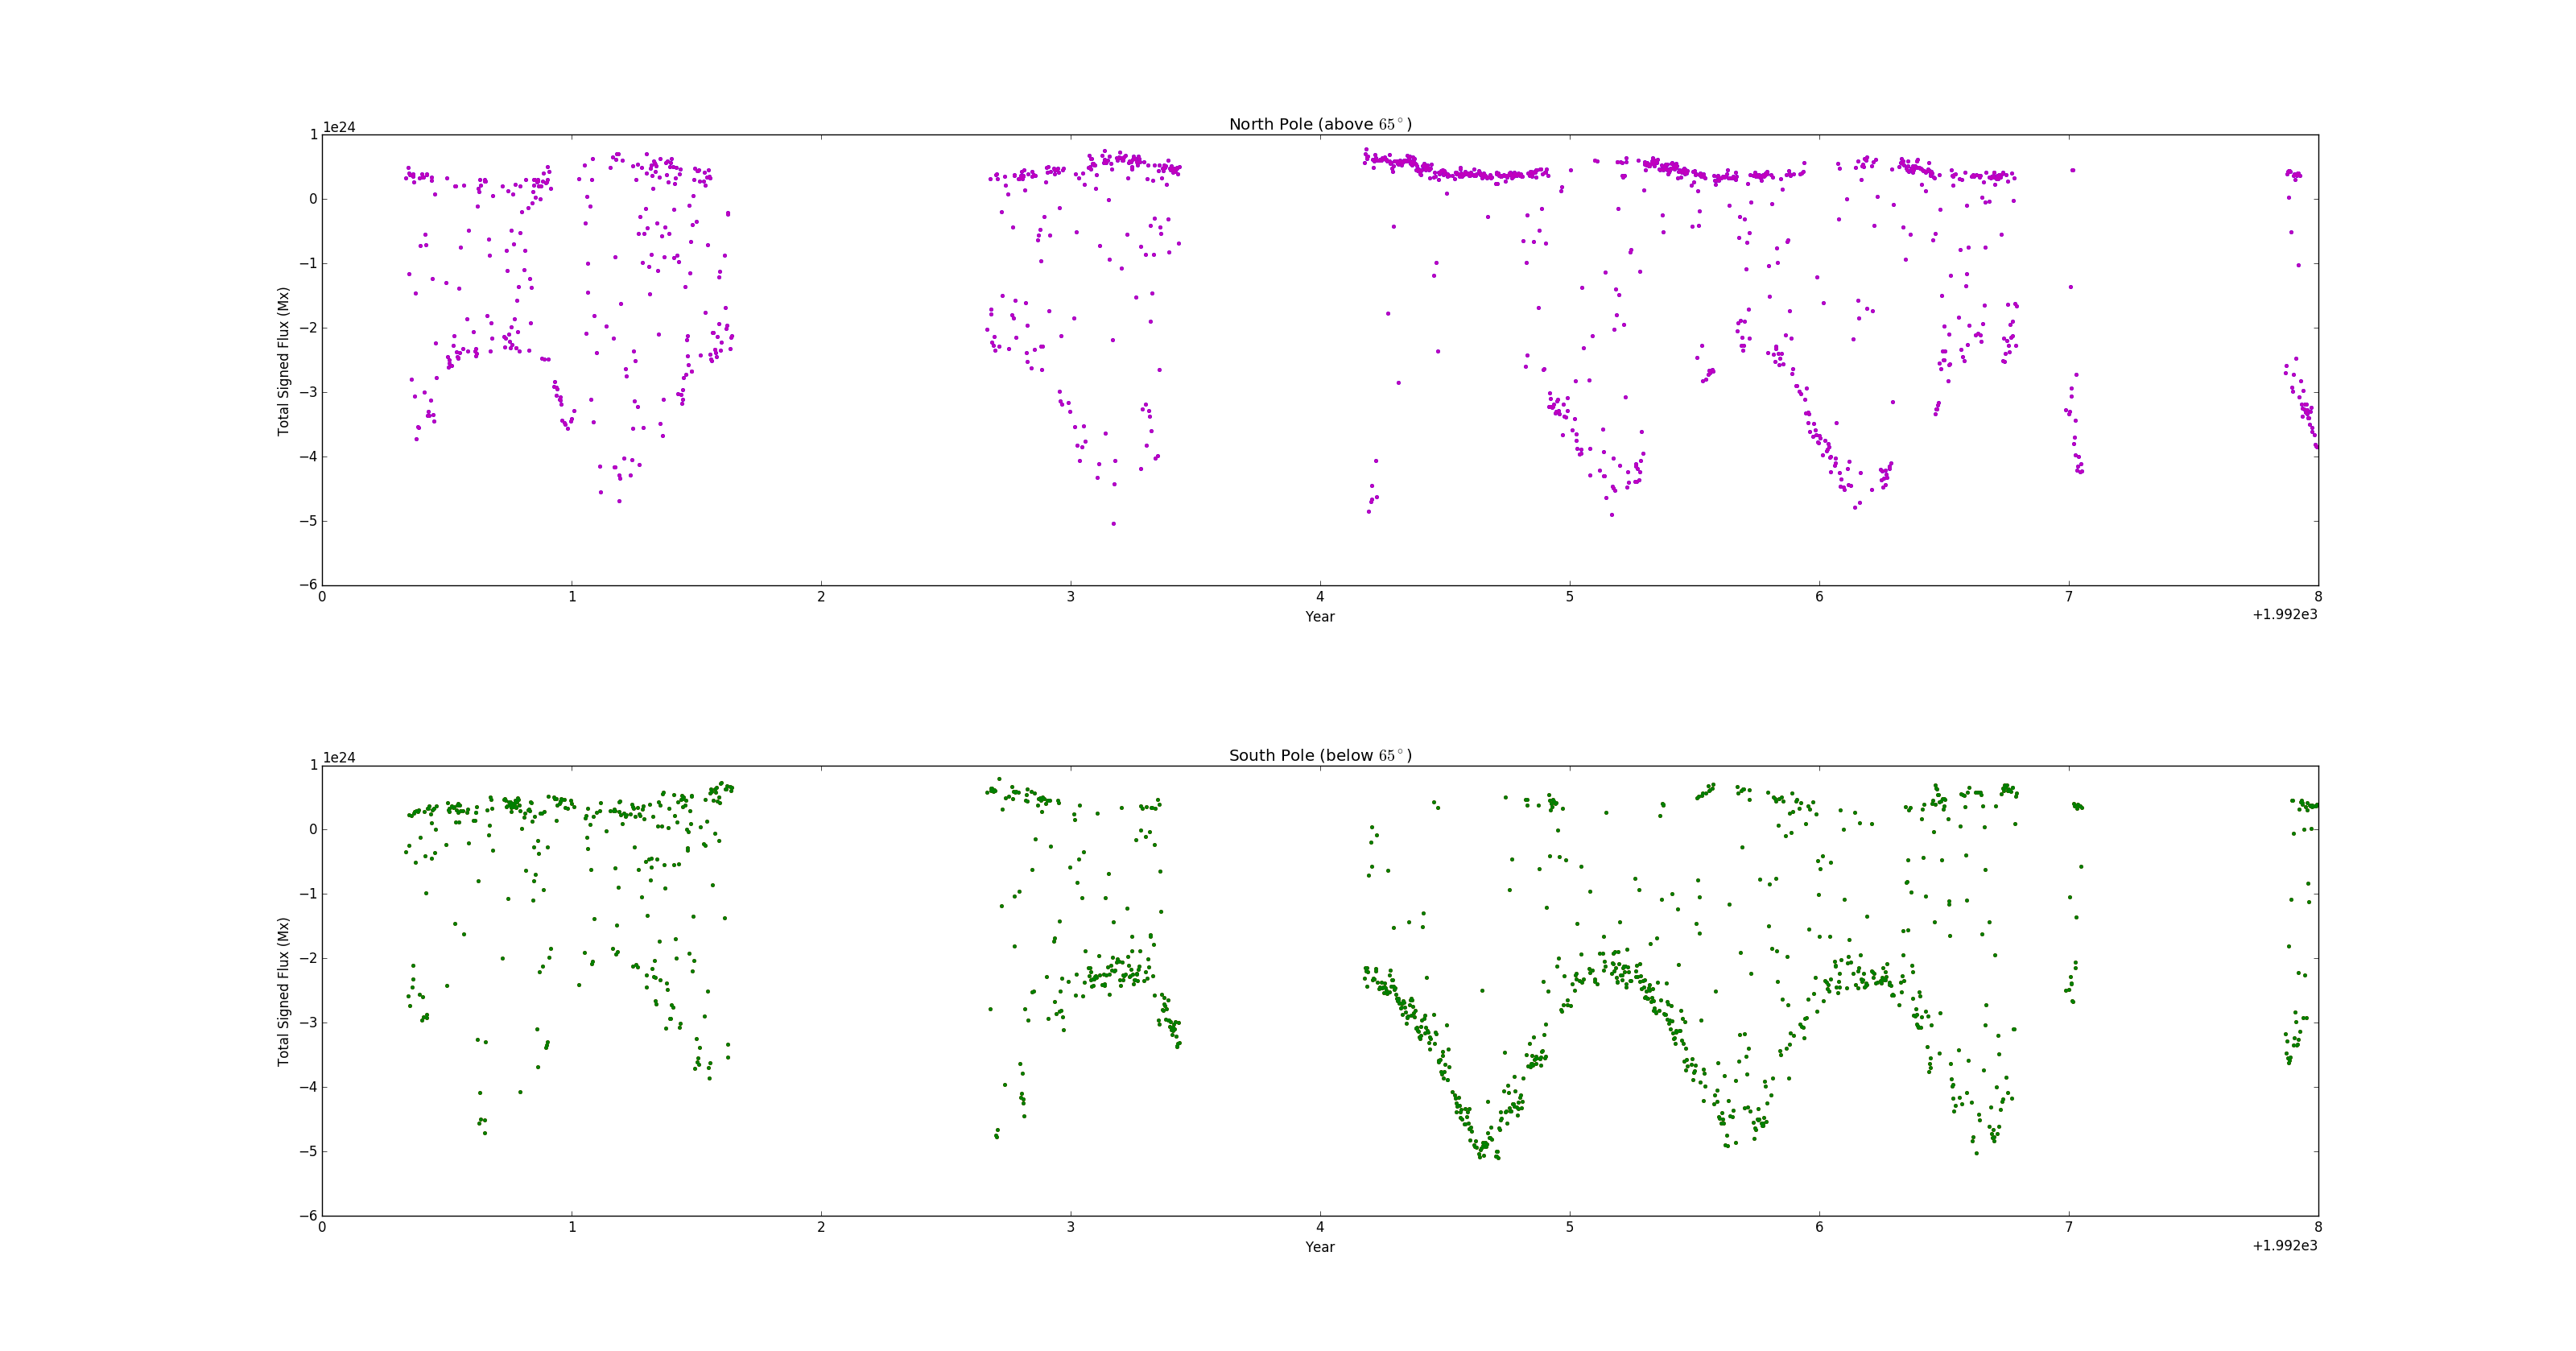 North Pole (above 65°)
1e24
1
0
−1
−2
−3
−4
−5
−6
Total Signed Flux (Mx)
0 1 2 3 4 5 6 7 8
Year
+1.992e3
South Pole (below 65°)
1e24
1
0
−1
−2
−3
−4
−5
−6
Total Signed Flux (Mx)
0 1 2 3 4 5 6 7 8
Year
+1.992e3